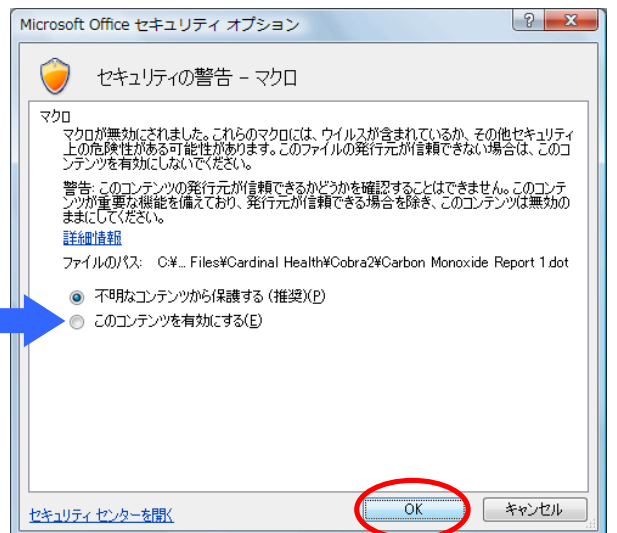 Microsoft Office セキュリティ オプション
セキュリティの警告 - マクロ
マクロ
マクロが無効にされました。これらのマクロには、ウイルスが含まれているか、その他セキュリティ
上の危険性がある可能性があります。このファイルの発行元が信頼できない場合は、このコ
ンテンツを有効にしないでください。
警告: このコンテンツの発行元が信頼できるかどうかを確認することはできません。このコンテ
ンツが重要な機能を備えており、発行元が信頼できる場合を除き、このコンテンツは無効の
ままにしてください。
詳細情報
ファイルのパス: C:¥... Files¥Cardinal Health¥Cobra2¥Carbon Monoxide Report 1.dot
不明なコンテンツから保護する (推奨)(P)
このコンテンツを有効にする(E)
セキュリティ センターを開く
OK
キャンセル